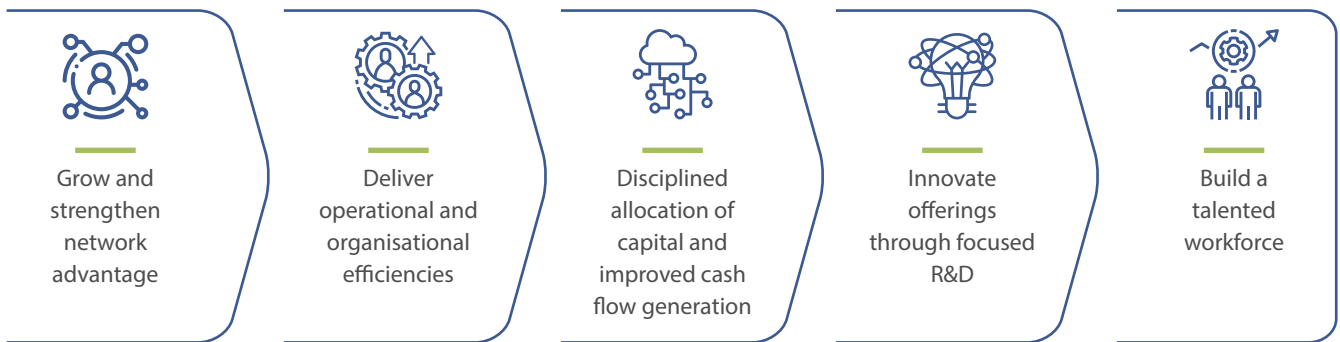 Grow and
strengthen
network
advantage
Deliver
operational and
organisational
efficiencies
Disciplined
allocation of
capital and
improved cash
flow generation
Innovate
offerings
through focused
R&D
Build a
talented
workforce